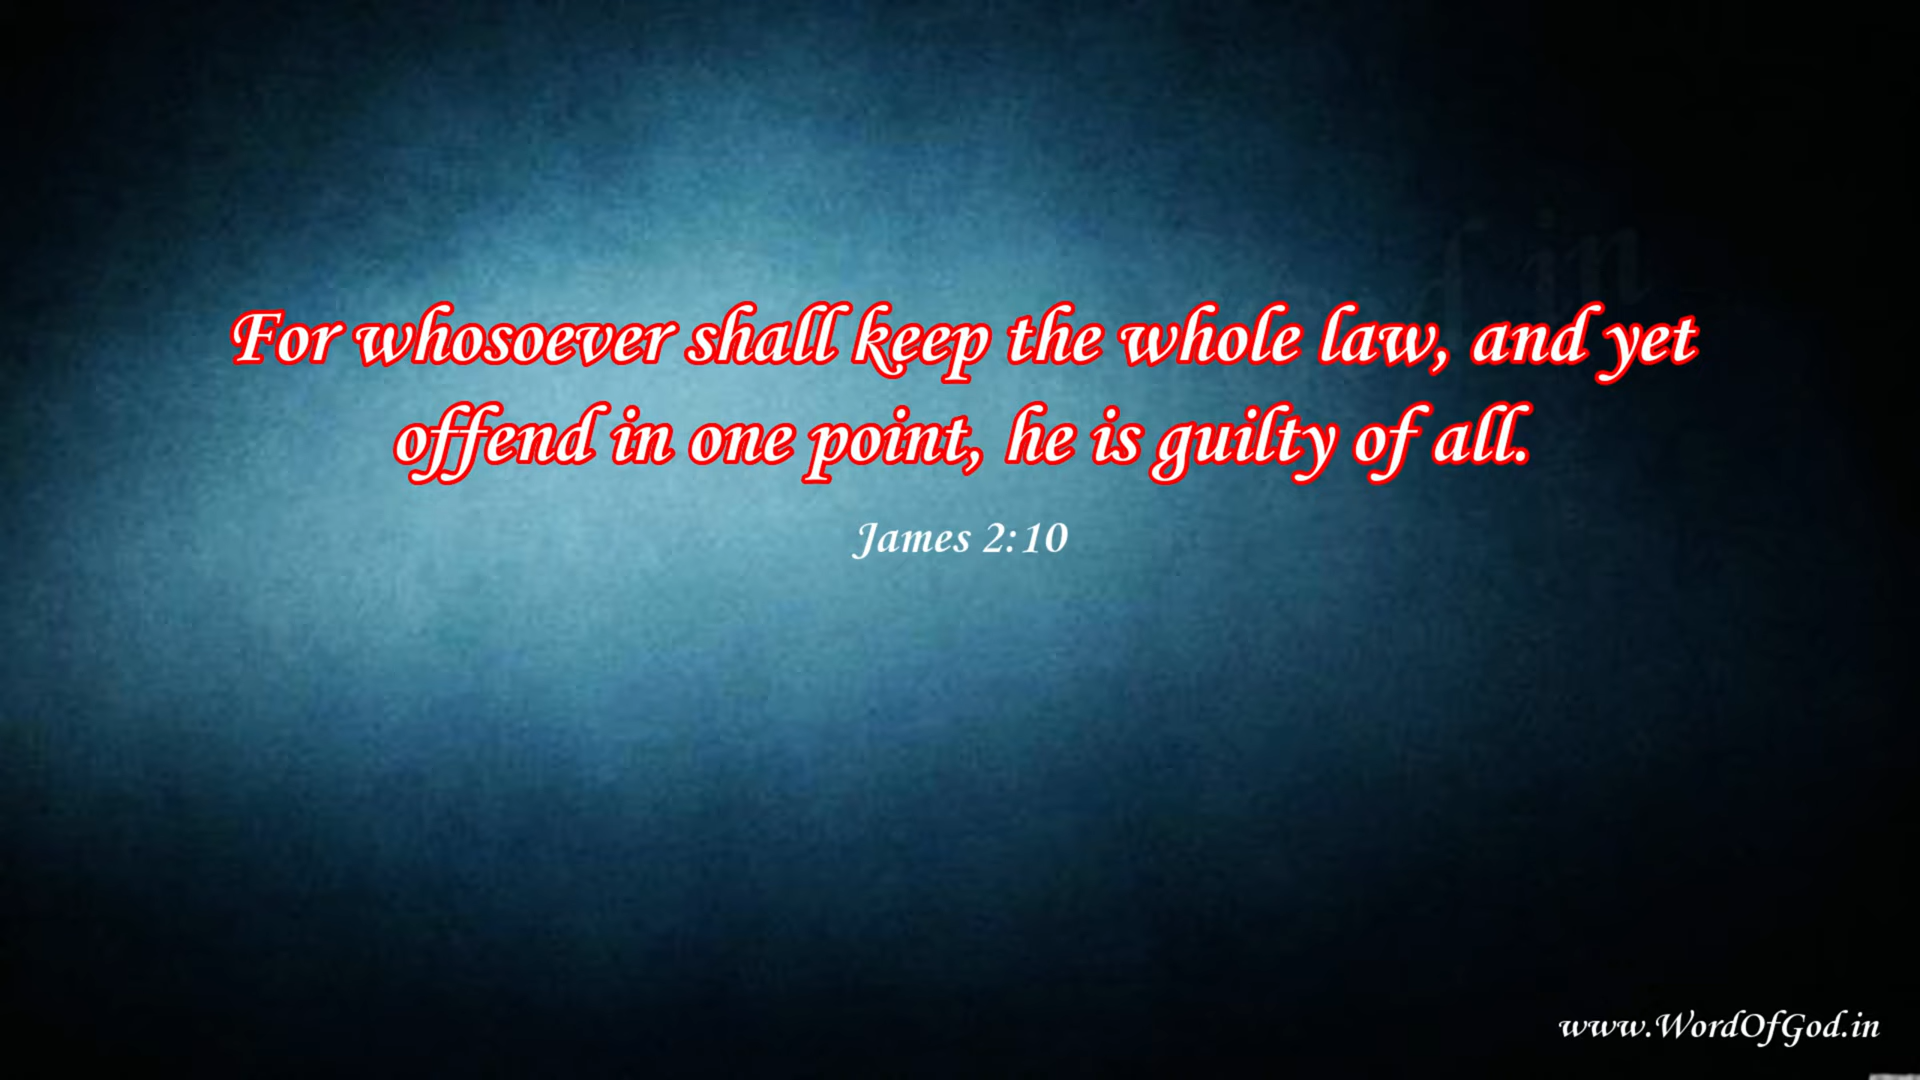 For whosoever shall keep the whole law, and yet
offend in one point, he is guilty of all.
James 2:10
www.WordOfGod.in